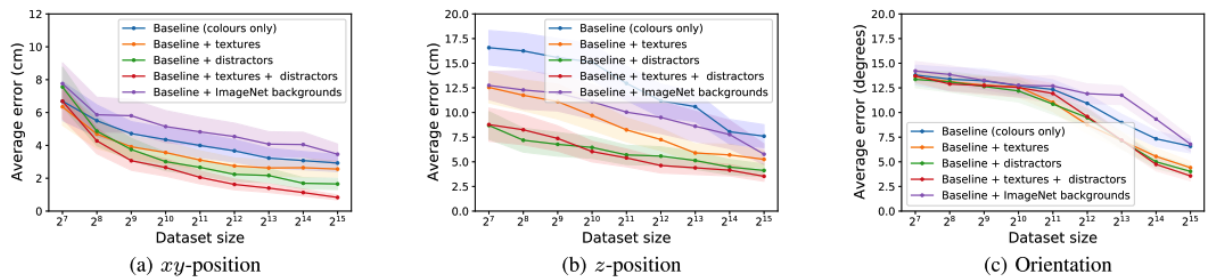 Average error (cm)
12
10
8
6
4
2
0
Baseline (colours only)
Baseline + textures
Baseline + distractors
Baseline + textures + distractors
Baseline + ImageNet backgrounds
2^7 2^8 2^9 2^10 2^11 2^12 2^13 2^14 2^15
Dataset size
(a) xy-position
Average error (cm)
20.0
17.5
15.0
12.5
10.0
7.5
5.0
2.5
0.0
Baseline (colours only)
Baseline + textures
Baseline + distractors
Baseline + textures + distractors
Baseline + ImageNet backgrounds
2^7 2^8 2^9 2^10 2^11 2^12 2^13 2^14 2^15
Dataset size
(b) z-position
Average error (degrees)
20.0
17.5
15.0
12.5
10.0
7.5
5.0
2.5
0.0
Baseline (colours only)
Baseline + textures
Baseline + distractors
Baseline + textures + distractors
Baseline + ImageNet backgrounds
2^7 2^8 2^9 2^10 2^11 2^12 2^13 2^14 2^15
Dataset size
(c) Orientation